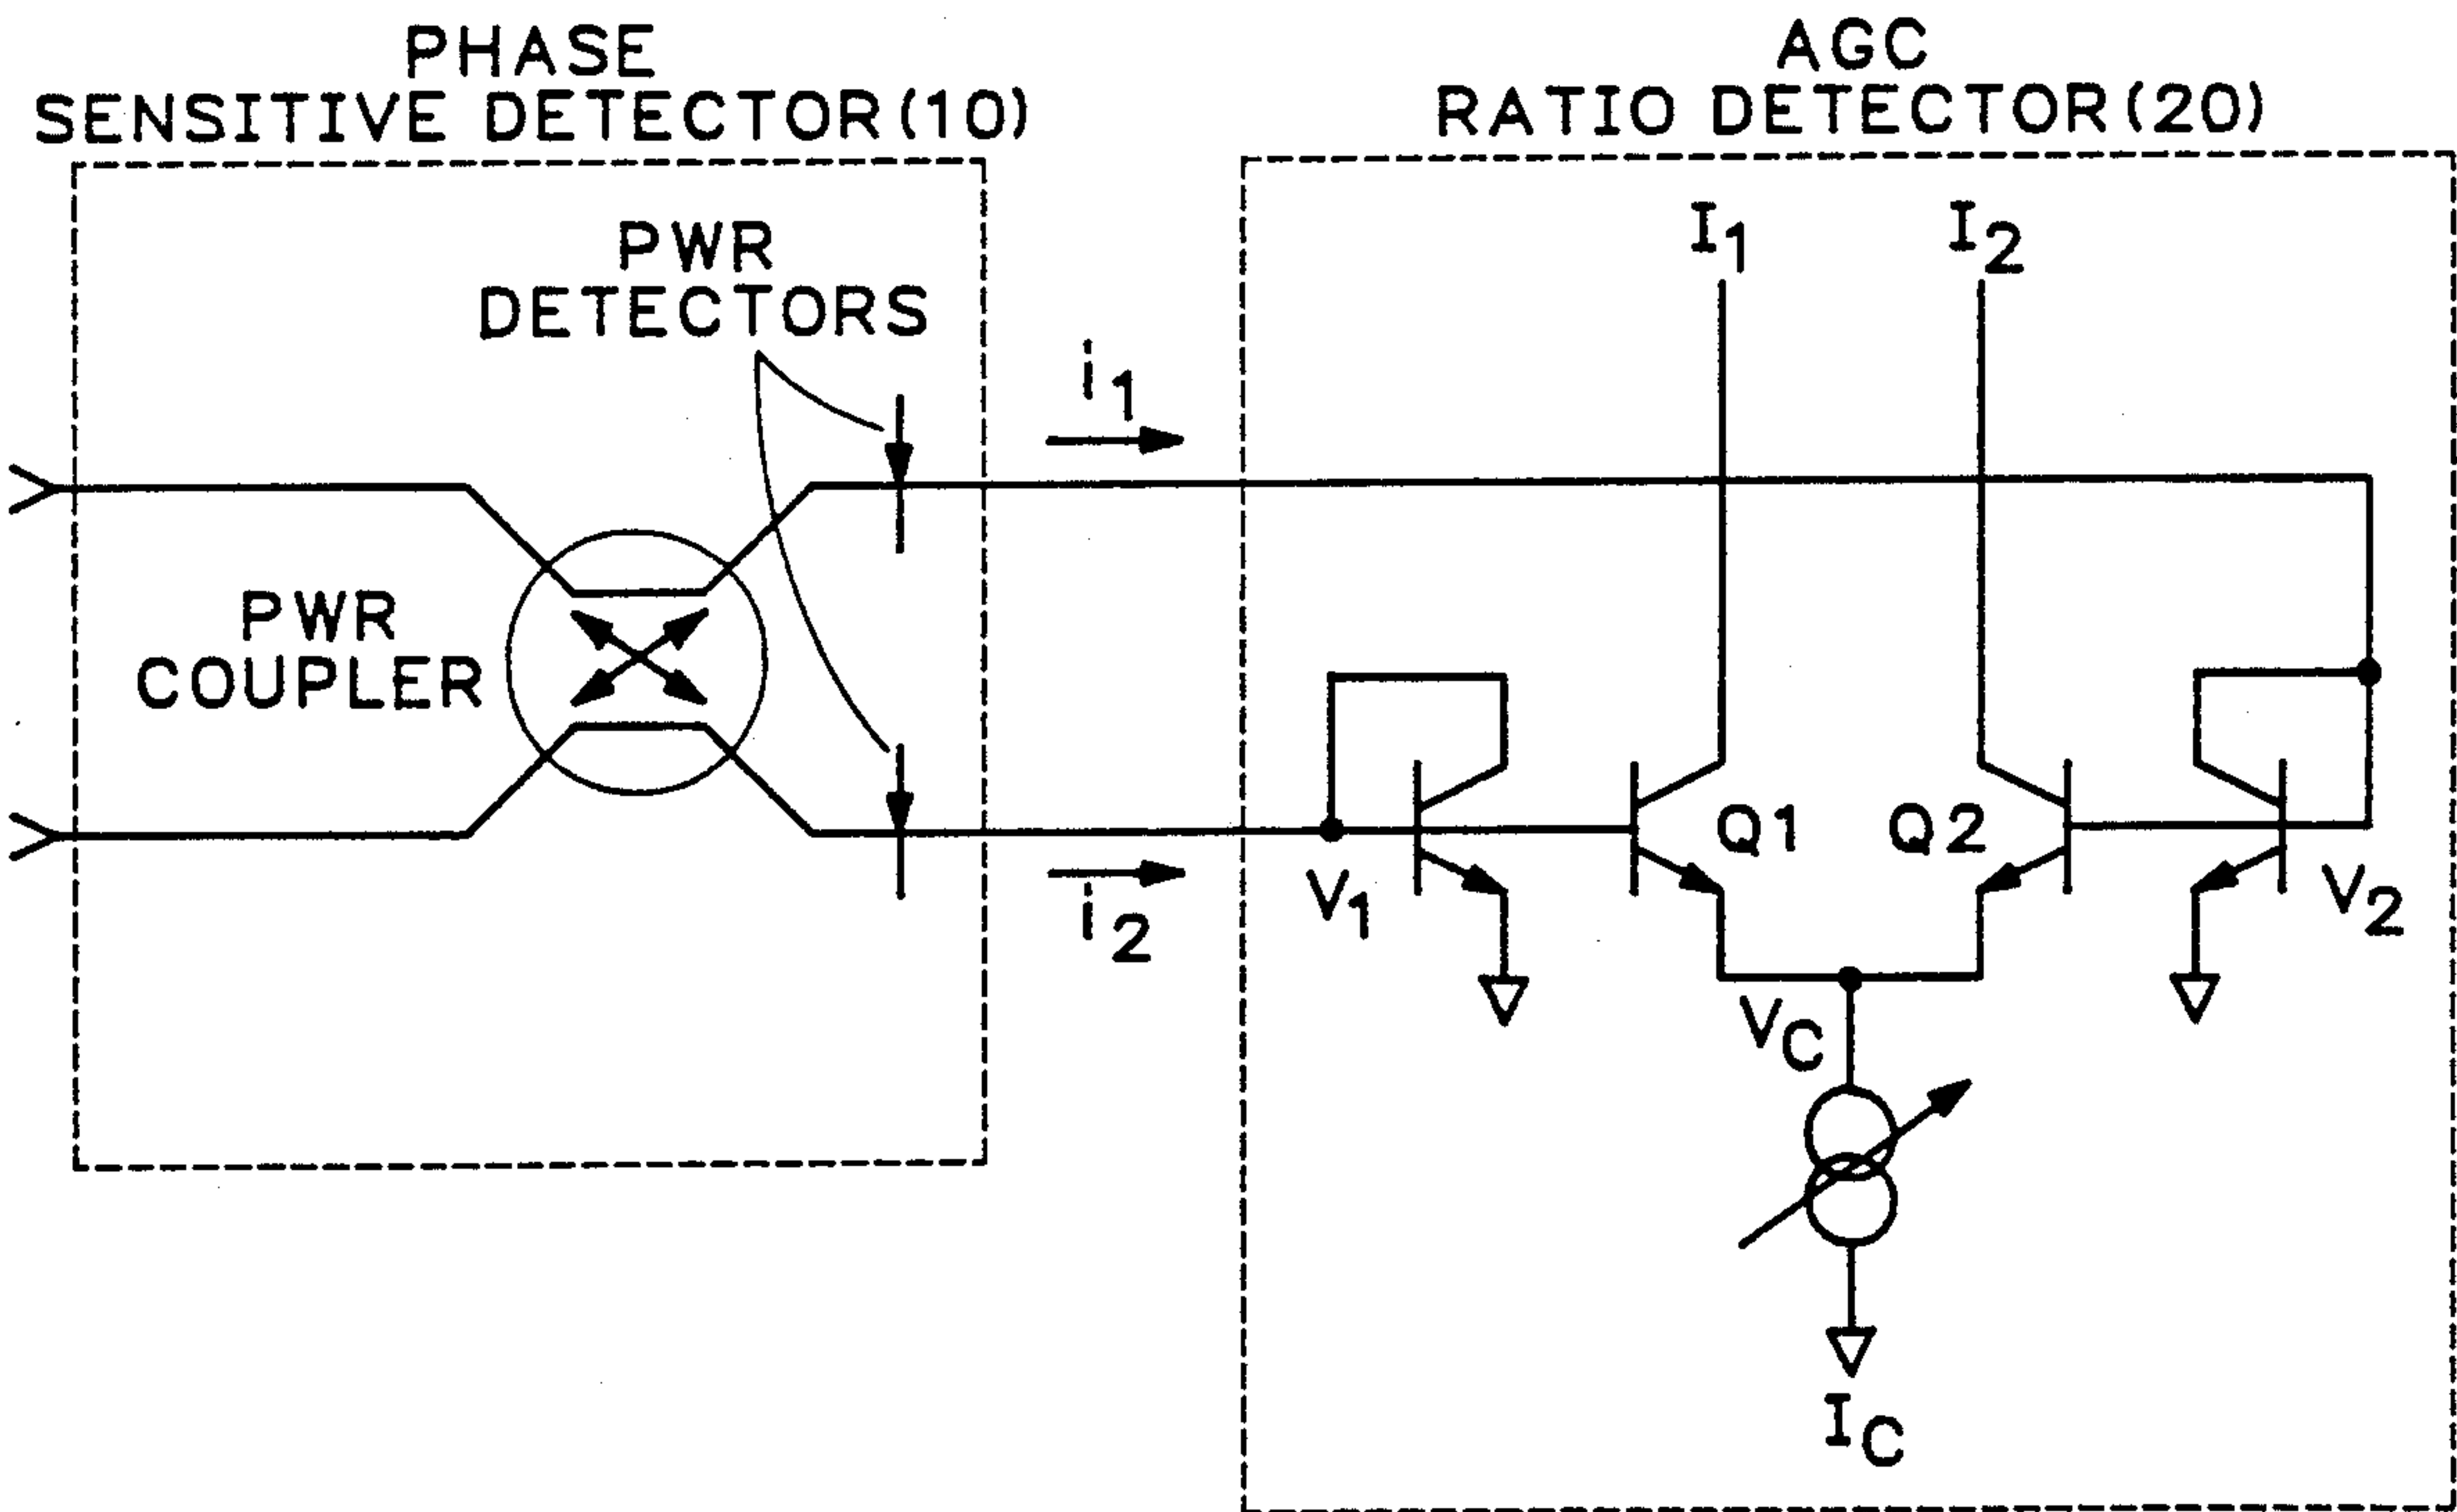 PHASE
SENSITIVE DETECTOR(10)
AGC
RATIO DETECTOR(20)
PWR
DETECTORS
I1
I2
i1
PWR
COUPLER
Q1
Q2
i2
V1
V2
VC
IC